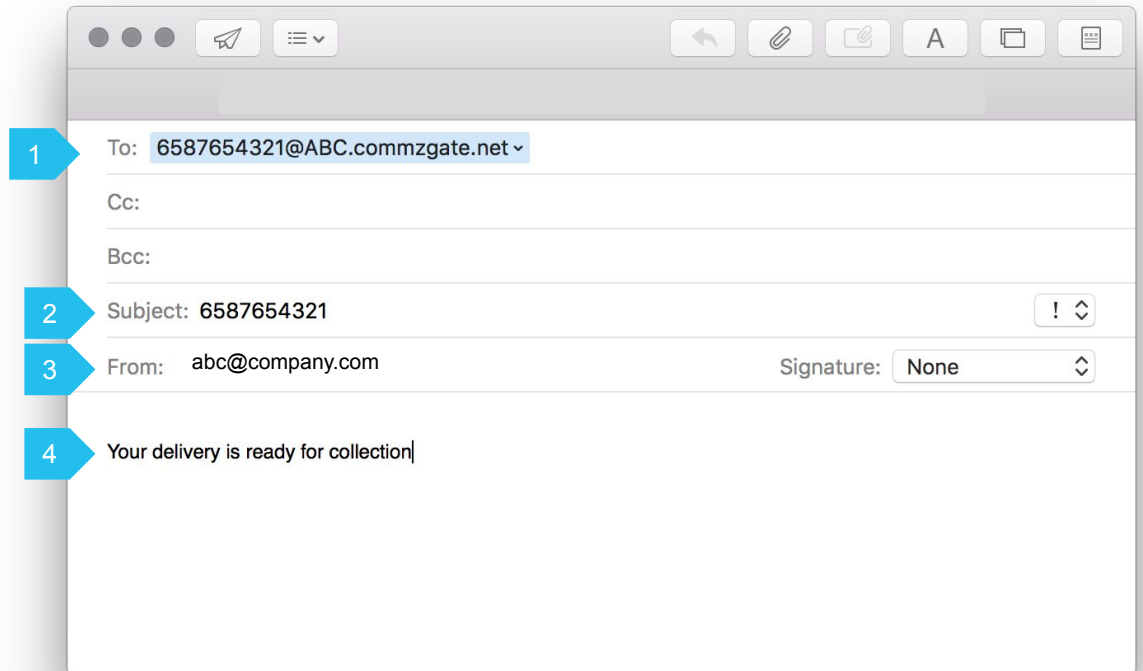 A
1
To: 6587654321@ABC.commzgate.net
Cc:
Bcc:
2
Subject: 6587654321
!
3
From: abc@company.com
Signature: None
4
Your delivery is ready for collection